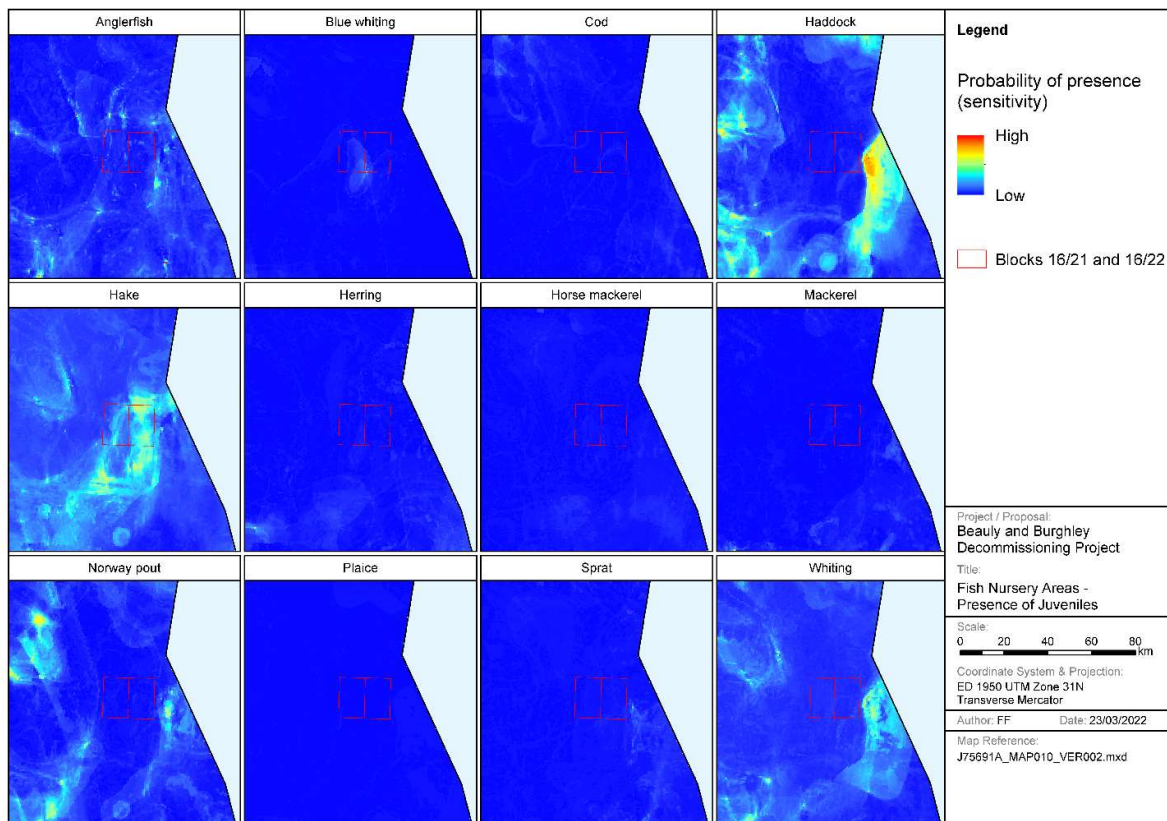 Anglerfish
Blue whiting
Cod
Haddock
Hake
Herring
Horse mackerel
Mackerel
Norway pout
Plaice
Sprat
Whiting
Legend
Probability of presence
(sensitivity)
High
Low
Blocks 16/21 and 16/22
Project / Proposal:
Beauly and Burghley
Decommissioning Project
Title:
Fish Nursery Areas -
Presence of Juveniles
Scale:
0 20 40 60 80
km
Coordinate System & Projection:
ED 1950 UTM Zone 31N
Transverse Mercator
Author: FF Date: 23/03/2022
Map Reference:
J75691A_MAP010_VER002.mxd